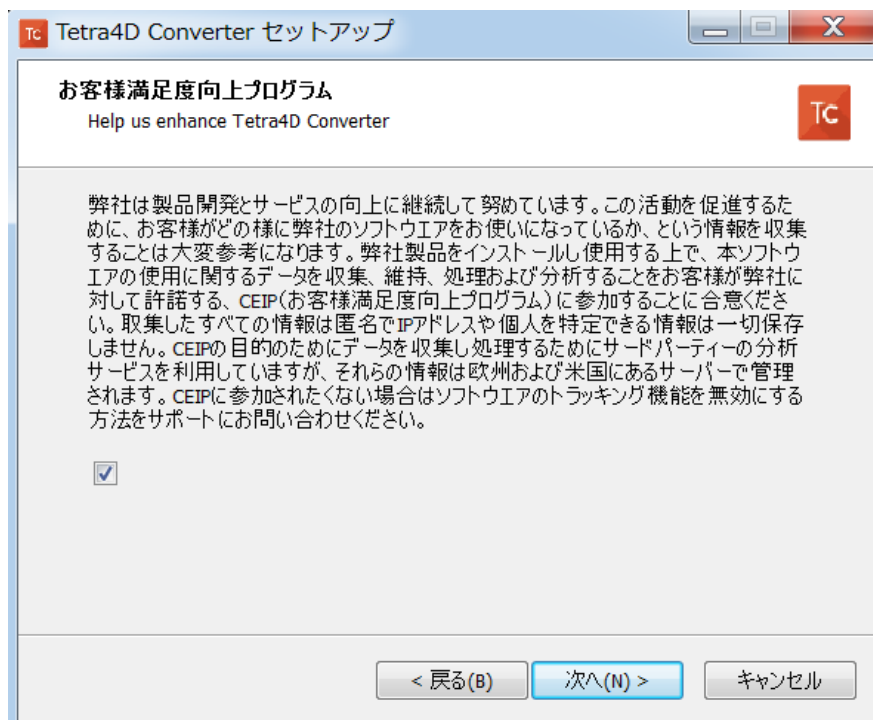 Tc Tetra4D Converter セットアップ
お客様満足度向上プログラム
Help us enhance Tetra4D Converter
Tc
弊社は製品開発とサービスの向上に継続して努めています。この活動を促進するた
めに、お客様がどの様に弊社のソフトウエアをお使いになっているか、という情報を収集
することは大変参考になります。弊社製品をインストールし使用する上で、本ソフトウ
エアの使用に関するデータを収集、維持、処理および分析することをお客様が弊社に
対して許諾する、CEIP(お客様満足度向上プログラム)に参加することに合意くださ
い。取集したすべての情報は匿名でIPアドレスや個人を特定できる情報は一切保存
しません。CEIPの目的のためにデータを収集し処理するためにサードパーティーの分析
サービスを利用していますが、それらの情報は欧州および米国にあるサーバーで管理
されます。CEIPに参加されたくない場合はソフトウエアのトラッキング機能を無効にする
方法をサポートにお問い合わせください。
< 戻る(B) 次へ(N) > キャンセル